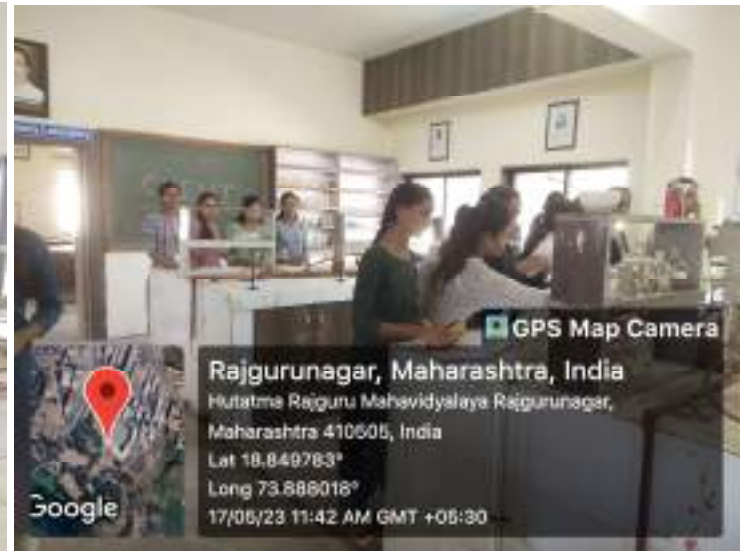 GPS Map Camera
Rajgurunagar, Maharashtra, India
Hutatma Rajguru Mahavidyalaya Rajgurunagar,
Maharashtra 410505, India
Lat 18.849783°
Long 73.888018°
17/05/23 11:42 AM GMT +05:30
Google